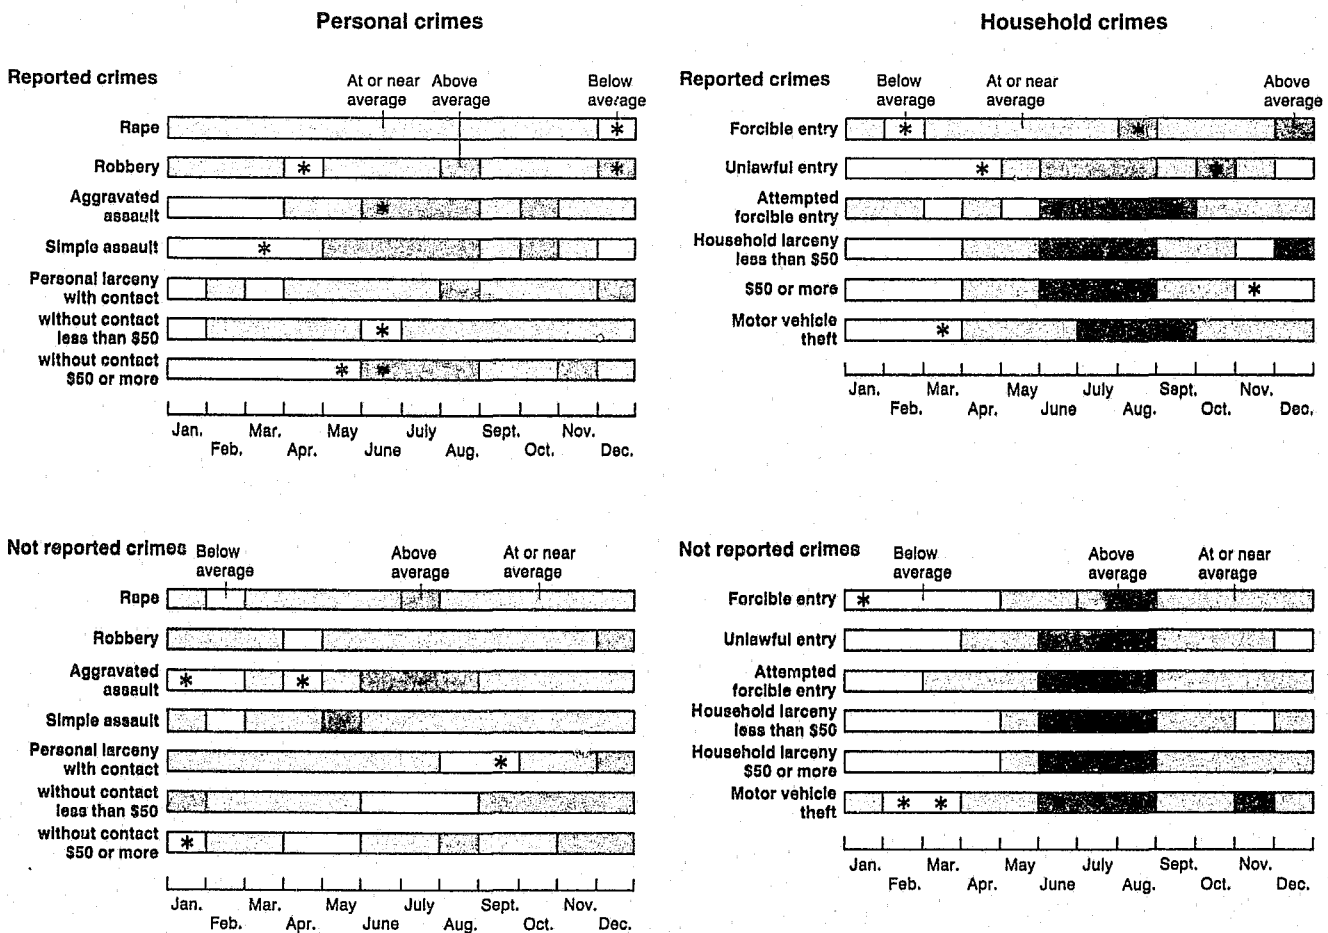 Personal crimes
Reported crimes
At or near average
Above average
Below average
Rape
*
Robbery
*
*
Aggravated assault
*
Simple assault
*
Personal larceny with contact
without contact less than $50
*
without contact $50 or more
*
*
Jan.
Feb.
Mar.
Apr.
May
June
July
Aug.
Sept.
Oct.
Nov.
Dec.
Household crimes
Reported crimes
Below average
At or near average
Above average
Forcible entry
*
*
Unlawful entry
*
*
Attempted forcible entry
Household larceny less than $50
$50 or more
*
Motor vehicle theft
*
Jan.
Feb.
Mar.
Apr.
May
June
July
Aug.
Sept.
Oct.
Nov.
Dec.
Not reported crimes
Below average
Above average
At or near average
Rape
Robbery
Aggravated assault
*
*
Simple assault
Personal larceny with contact
*
without contact less than $50
without contact $50 or more
*
Jan.
Feb.
Mar.
Apr.
May
June
July
Aug.
Sept.
Oct.
Nov.
Dec.
Not reported crimes
Below average
Above average
At or near average
Forcible entry
*
Unlawful entry
Attempted forcible entry
Household larceny less than $50
Household larceny $50 or more
Motor vehicle theft
*
*
Jan.
Feb.
Mar.
Apr.
May
June
July
Aug.
Sept.
Oct.
Nov.
Dec.